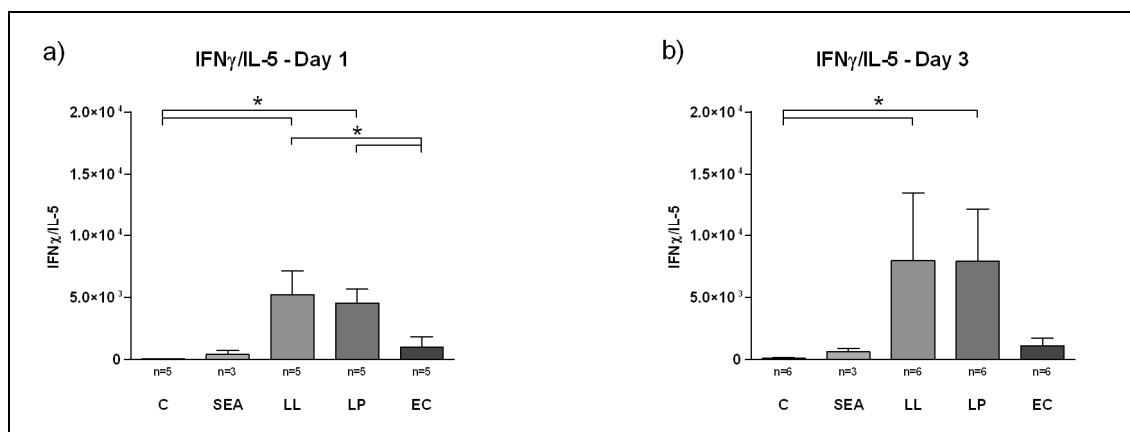 a)
IFNγ/IL-5 - Day 1
*
*
2.0×10 4
1.5×10 4
1.0×10 4
5.0×10 3
0
IFNχ/IL-5
n=5 n=3 n=5 n=5 n=5
C SEA LL LP EC
b)
IFNγ/IL-5 - Day 3
*
2.0×10 4
1.5×10 4
1.0×10 4
5.0×10 3
0
IFNχ/IL-5
n=6 n=3 n=6 n=6 n=6
C SEA LL LP EC